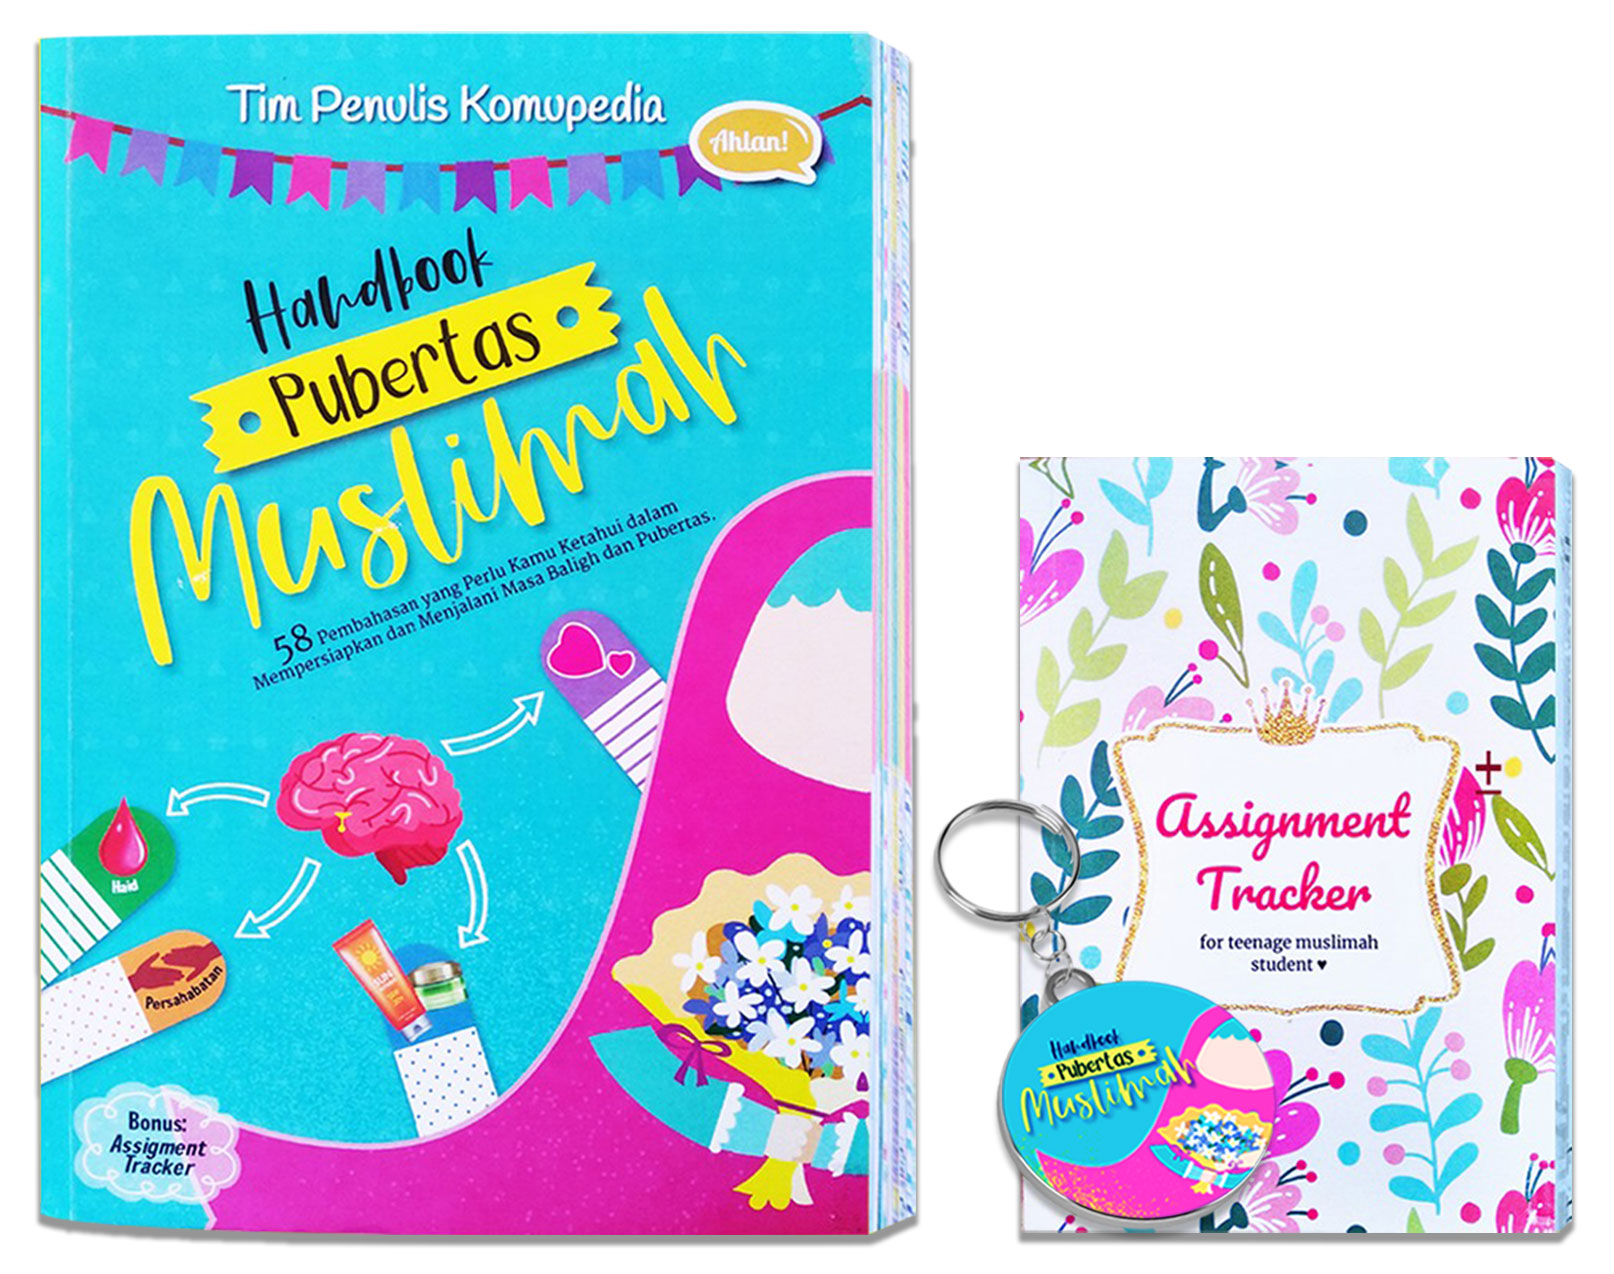 Tim Penulis Komupedia
Ahlan!
Handbook
Pubertas
Muslimah
58 Pembahasan yang Perlu Kamu Ketahui dalam
Mempersiapkan dan Menjalani Masa Baligh dan Pubertas.
Haid
Persahabatan
SUN
Bonus:
Assigment
Tracker
Assignment
Tracker
for teenage muslimah
student ♥
Handbook
Pubertas
Muslimah